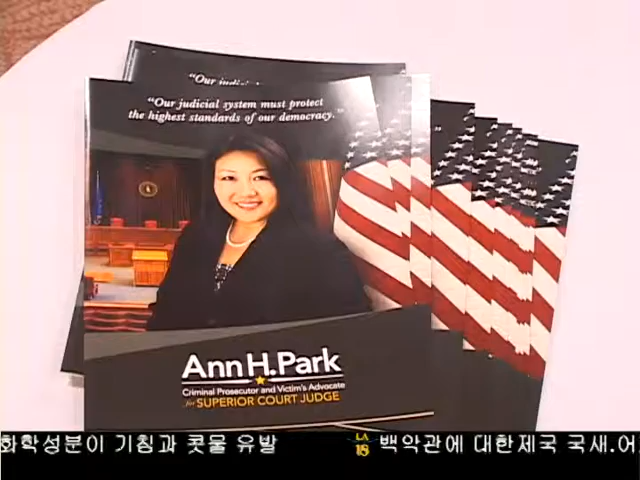 "Our
"Our judicial system must protect
the highest standards of our democracy."
Ann H. Park
Criminal Prosecutor and Victim's Advocate
for SUPERIOR COURT JUDGE
화학성분이 기침과 콧물 유발 LA 18 백악관에 대한제국 국새.어